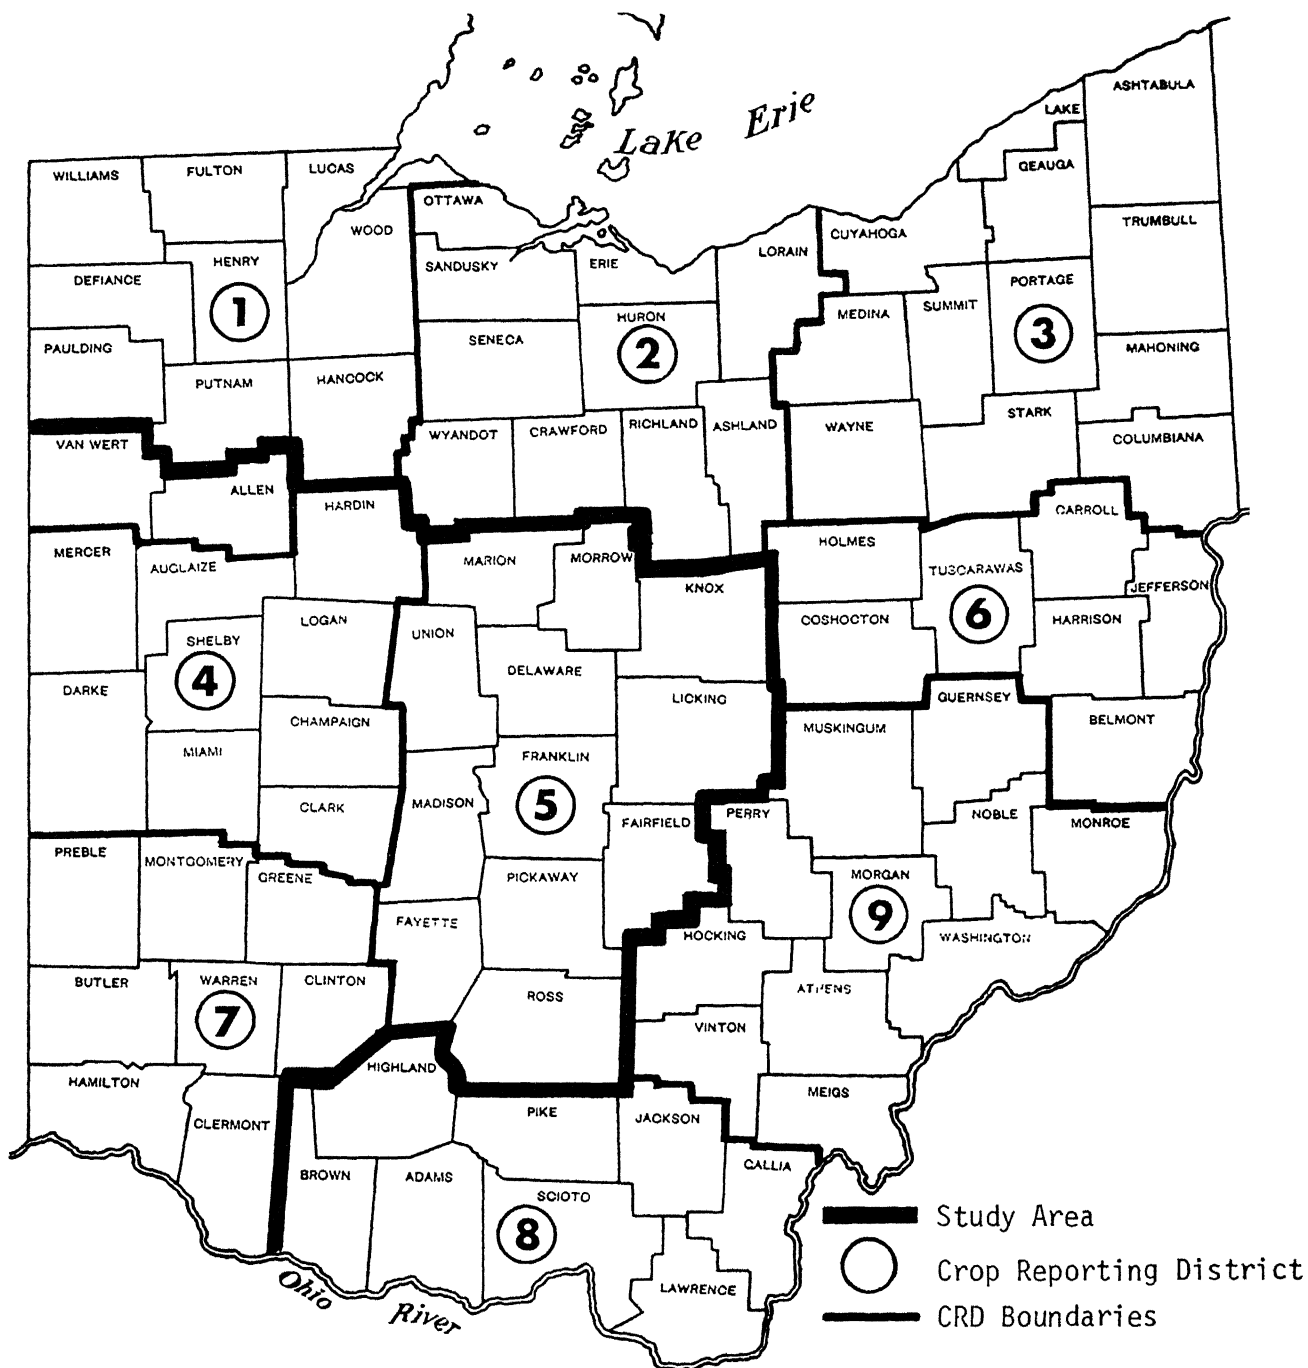 Lake Erie
ASHTABULA
LAKE
GEAUGA
WILLIAMS
FULTON
LUCAS
OTTAWA
WOOD
CUYAHOGA
TRUMBULL
LORAIN
HENRY
SANDUSKY
ERIE
DEFIANCE
PORTAGE
1
HURON
MEDINA
SUMMIT
2
3
PAULDING
SENECA
MAHONING
PUTNAM
HANCOCK
STARK
VAN WERT
WYANDOT
CRAWFORD
RICHLAND
ASHLAND
WAYNE
COLUMBIANA
ALLEN
HARDIN
CARROLL
MERCER
AUGLAIZE
MARION
MORROW
HOLMES
KNOX
TUSCARAWAS
JEFFERSON
LOGAN
UNION
COSHOCTON
6
HARRISON
SHELBY
4
DELAWARE
DARKE
LICKING
GUERNSEY
CHAMPAIGN
MUSKINGUM
BELMONT
MIAMI
FRANKLIN
CLARK
MADISON
5
FAIRFIELD
PERRY
NOBLE
MONROE
PREBLE
MONTGOMERY
GREENE
PICKAWAY
MORGAN
9
FAYETTE
HOCKING
WASHINGTON
BUTLER
WARREN
CLINTON
ROSS
ATHENS
7
VINTON
HAMILTON
HIGHLAND
CLERMONT
PIKE
JACKSON
MEIGS
BROWN
ADAMS
SCIOTO
GALLIA
8
LAWRENCE
Ohio River
Study Area
Crop Reporting District
CRD Boundaries